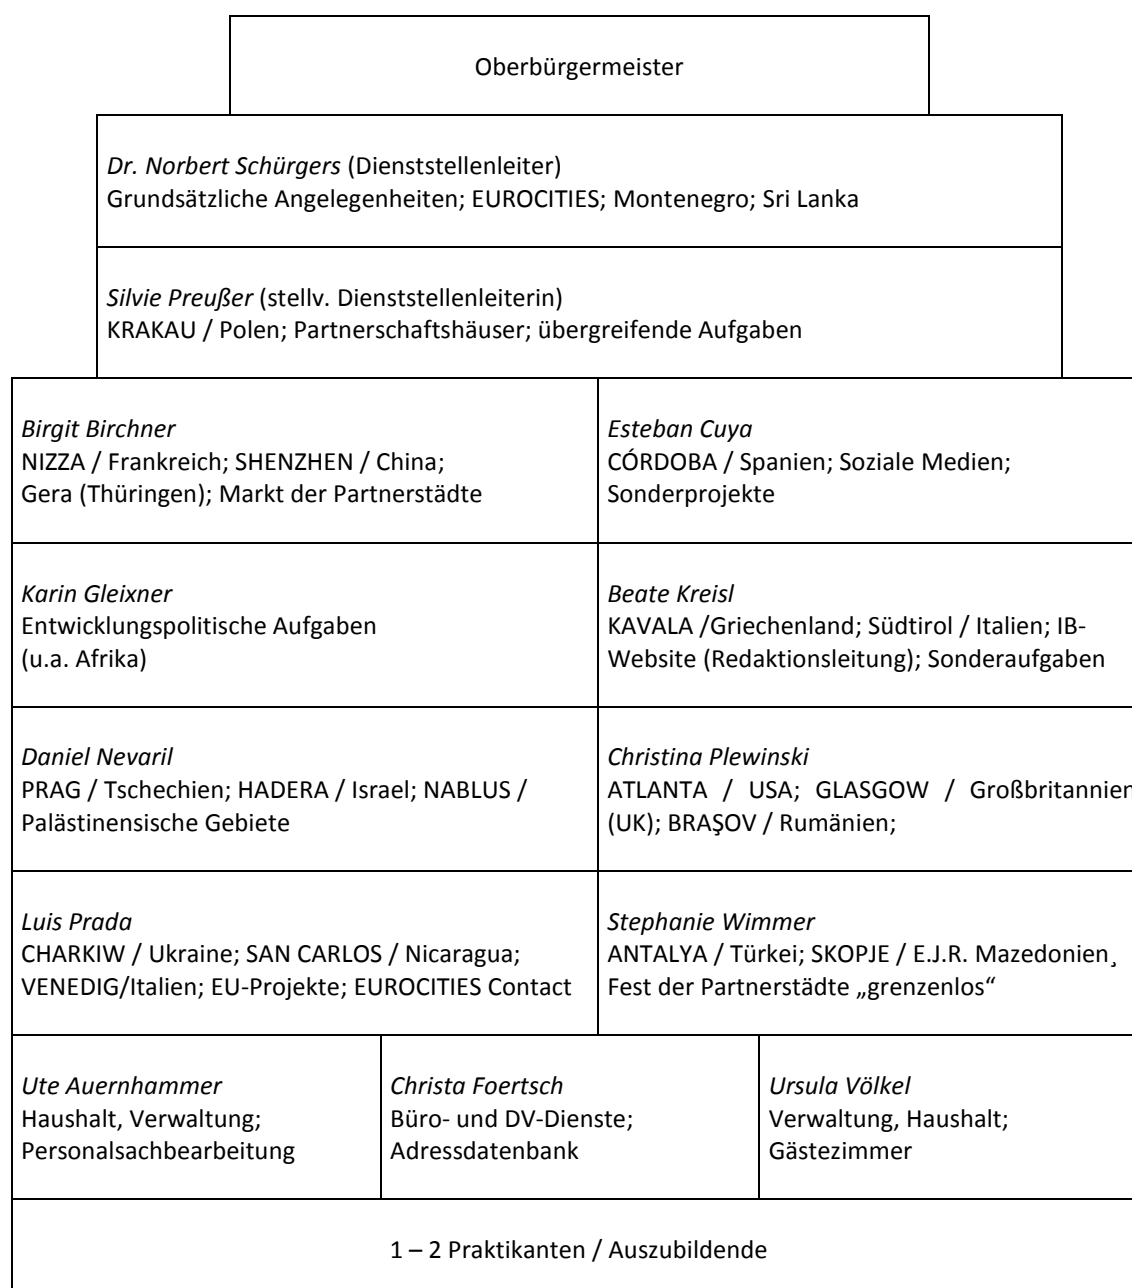 Oberbürgermeister
Dr. Norbert Schürgers (Dienststellenleiter)
Grundsätzliche Angelegenheiten; EUROCITIES; Montenegro; Sri Lanka
Silvie Preußer (stellv. Dienststellenleiterin)
KRAKAU / Polen; Partnerschaftshäuser; übergreifende Aufgaben
Birgit Birchner
NIZZA / Frankreich; SHENZHEN / China;
Gera (Thüringen); Markt der Partnerstädte
Esteban Cuya
CÓRDOBA / Spanien; Soziale Medien;
Sonderprojekte
Karin Gleixner
Entwicklungspolitische Aufgaben
(u.a. Afrika)
Beate Kreisl
KAVALA /Griechenland; Südtirol / Italien; IB-
Website (Redaktionsleitung); Sonderaufgaben
Daniel Nevaril
PRAG / Tschechien; HADERA / Israel; NABLUS /
Palästinensische Gebiete
Christina Plewinski
ATLANTA / USA; GLASGOW / Großbritannien
(UK); BRAŞOV / Rumänien;
Luis Prada
CHARKIW / Ukraine; SAN CARLOS / Nicaragua;
VENEDIG/Italien; EU-Projekte; EUROCITIES Contact
Stephanie Wimmer
ANTALYA / Türkei; SKOPJE / E.J.R. Mazedonien¸
Fest der Partnerstädte „grenzenlos“
Ute Auernhammer
Haushalt, Verwaltung;
Personalsachbearbeitung
Christa Foertsch
Büro- und DV-Dienste;
Adressdatenbank
Ursula Völkel
Verwaltung, Haushalt;
Gästezimmer
1 – 2 Praktikanten / Auszubildende